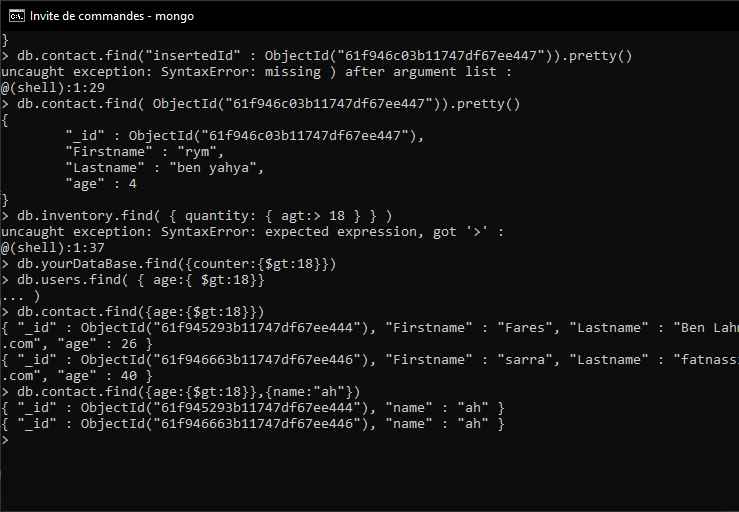 Invite de commandes - mongo
}
> db.contact.find("insertedId" : ObjectId("61f946c03b11747df67ee447")).pretty()
uncaught exception: SyntaxError: missing ) after argument list :
@(shell):1:29
> db.contact.find( ObjectId("61f946c03b11747df67ee447")).pretty()
{
        "_id" : ObjectId("61f946c03b11747df67ee447"),
        "Firstname" : "rym",
        "Lastname" : "ben yahya",
        "age" : 4
}
> db.inventory.find( { quantity: { agt:> 18 } } )
uncaught exception: SyntaxError: expected expression, got '>' :
@(shell):1:37
> db.yourDataBase.find({counter:{$gt:18}})
> db.users.find( { age:{ $gt:18}}
... )
> db.contact.find({age:{$gt:18}})
{ "_id" : ObjectId("61f945293b11747df67ee444"), "Firstname" : "Fares", "Lastname" : "Ben Lahm
.com", "age" : 26 }
{ "_id" : ObjectId("61f946663b11747df67ee446"), "Firstname" : "sarra", "Lastname" : "fatnassi
.com", "age" : 40 }
> db.contact.find({age:{$gt:18}},{name:"ah"})
{ "_id" : ObjectId("61f945293b11747df67ee444"), "name" : "ah" }
{ "_id" : ObjectId("61f946663b11747df67ee446"), "name" : "ah" }
>